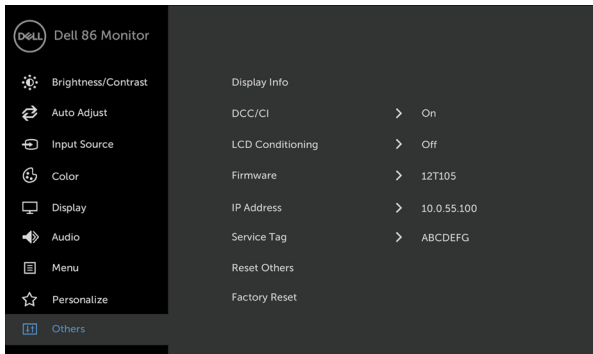 DELL Dell 86 Monitor
Brightness/Contrast
Auto Adjust
Input Source
Color
Display
Audio
Menu
Personalize
Others
Display Info
DCC/CI > On
LCD Conditioning > Off
Firmware > 12T105
IP Address > 10.0.55.100
Service Tag > ABCDEFG
Reset Others
Factory Reset